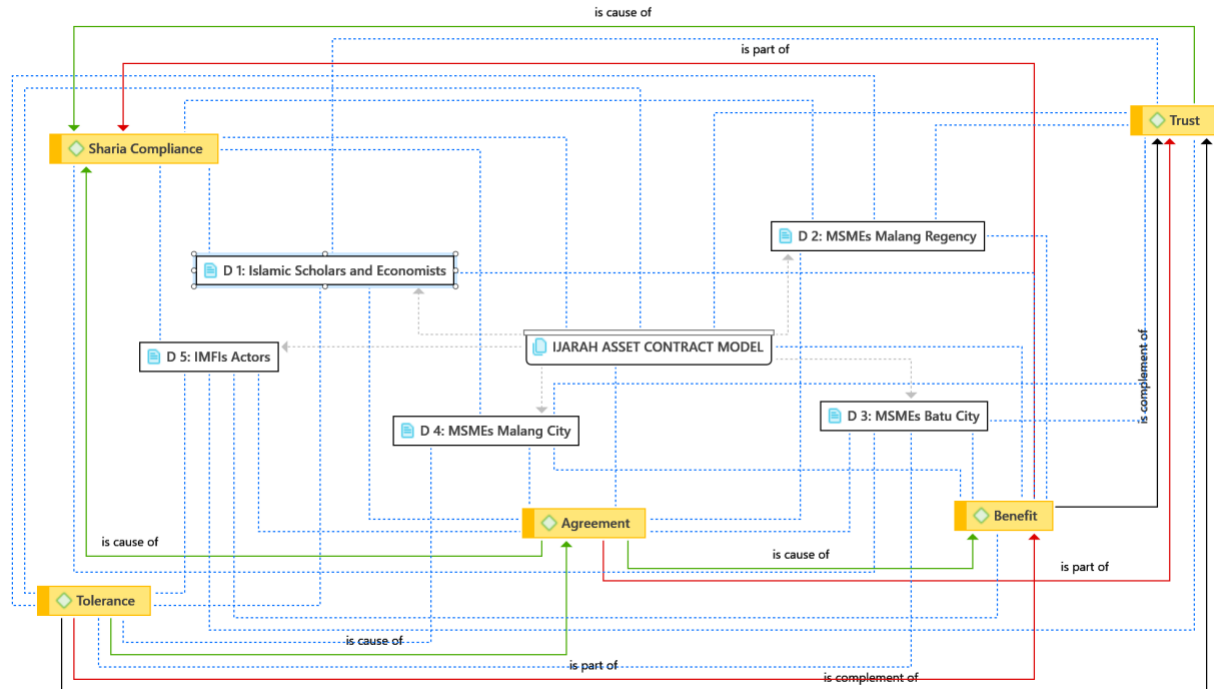 is cause of
is part of
Trust
Sharia Compliance
D 2: MSMEs Malang Regency
D 1: Islamic Scholars and Economists
IJARAH ASSET CONTRACT MODEL
D 5: IMFIs Actors
is complement of
D 3: MSMEs Batu City
D 4: MSMEs Malang City
Benefit
Agreement
is cause of
is cause of
is part of
Tolerance
is cause of
is part of
is complement of